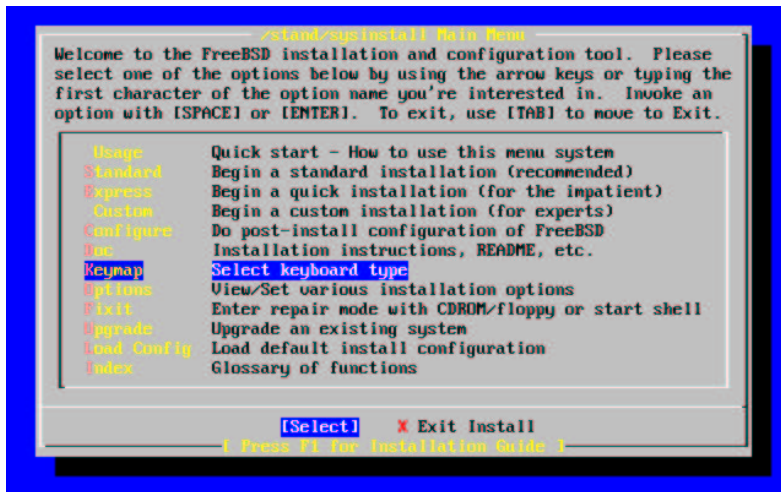 /stand/sysinstall Main Menu
Welcome to the FreeBSD installation and configuration tool.  Please
select one of the options below by using the arrow keys or typing the
first character of the option name you're interested in.  Invoke an
option with [SPACE] or [ENTER].  To exit, use [TAB] to move to Exit.
Usage Quick start - How to use this menu system
Standard Begin a standard installation (recommended)
Express Begin a quick installation (for the impatient)
Custom Begin a custom installation (for experts)
Configure Do post-install configuration of FreeBSD
Doc Installation instructions, README, etc.
Keymap Select keyboard type
Options View/Set various installation options
Fixit Enter repair mode with CDROM/floppy or start shell
Upgrade Upgrade an existing system
Load Config Load default install configuration
Index Glossary of functions
[Select] X Exit Install
[ Press F1 for Installation Guide ]